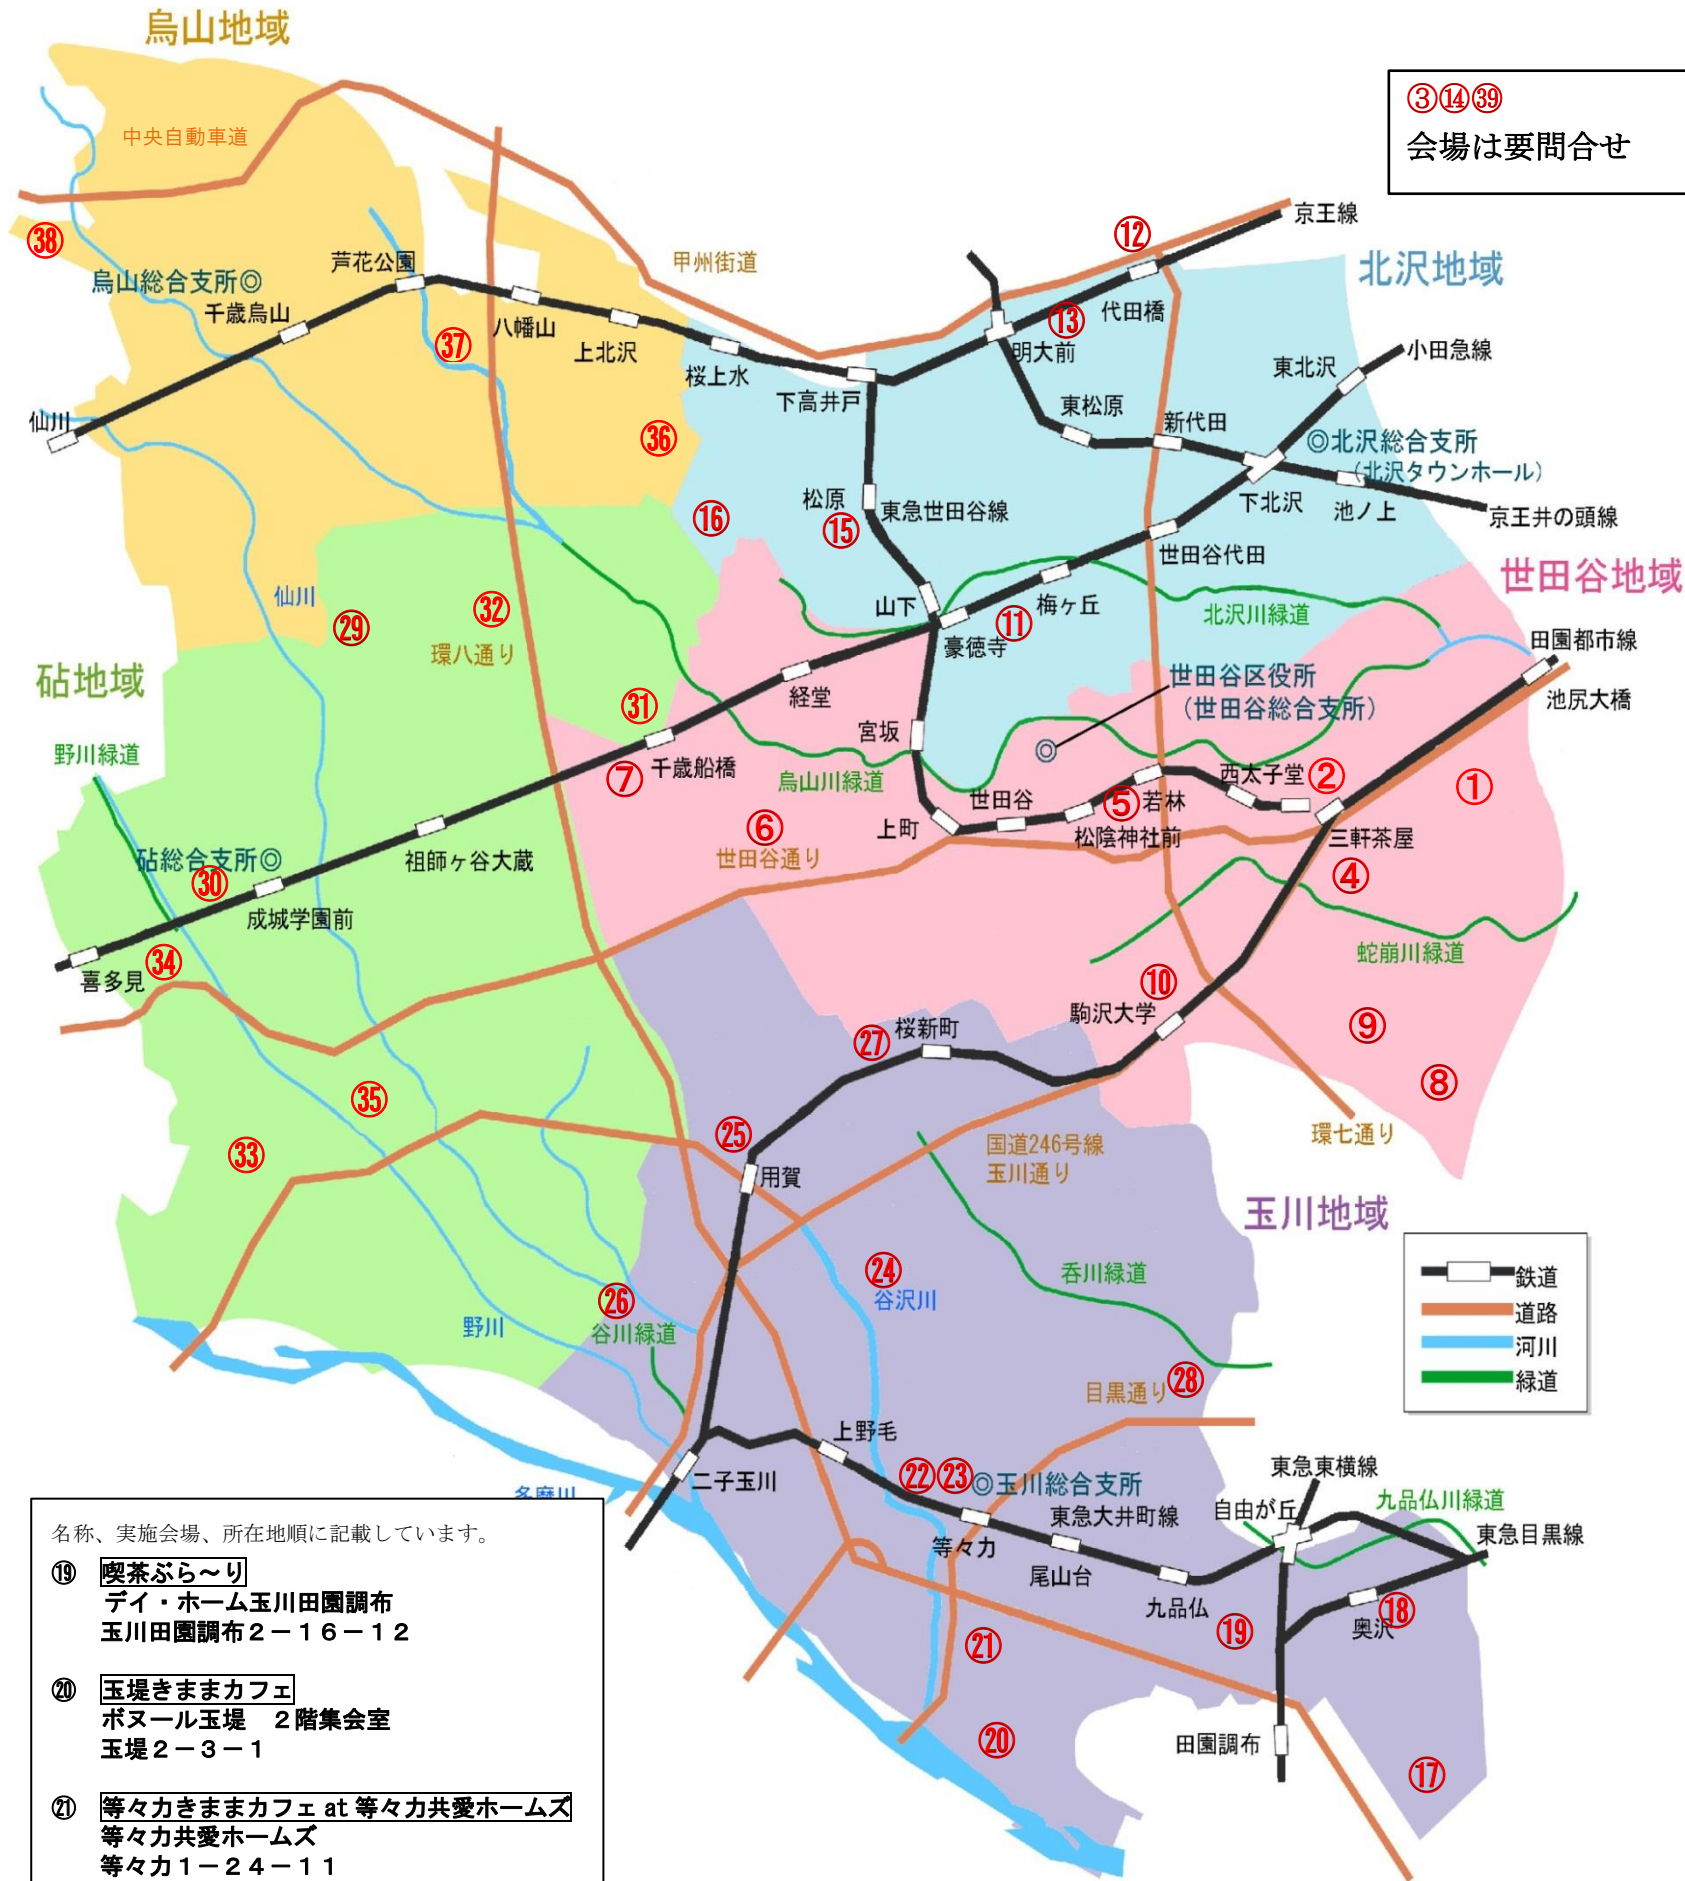 烏山地域
中央自動車道
③⑭㊴
会場は要問合せ
京王線
⑫
㊳
芦花公園
甲州街道
北沢地域
烏山総合支所◎
千歳烏山
代田橋
⑬
八幡山
㊲
上北沢
明大前
小田急線
東北沢
桜上水
下高井戸
東松原
仙川
新代田
㊱
◎北沢総合支所
(北沢タウンホール)
松原
⑯
東急世田谷線
⑮
下北沢
池ノ上
京王井の頭線
世田谷代田
世田谷地域
仙川
㉜
山下
梅ヶ丘
北沢川緑道
⑪
㉙
環八通り
豪徳寺
田園都市線
砧地域
世田谷区役所
(世田谷総合支所)
経堂
池尻大橋
㉛
宮坂
◎
野川緑道
千歳船橋
⑦
烏山川緑道
西太子堂
②
①
世田谷
⑤
若林
⑥
上町
松陰神社前
三軒茶屋
世田谷通り
砧総合支所◎
祖師ヶ谷大蔵
㉚
④
成城学園前
蛇崩川緑道
㉞
喜多見
⑩
駒沢大学
⑨
桜新町
㉗
⑧
㉟
㉕
環七通り
㉝
国道246号線
玉川通り
用賀
玉川地域
㉔
呑川緑道
谷沢川
㉖
野川
谷川緑道
鉄道
道路
河川
緑道
目黒通り
㉘
上野毛
二子玉川
㉒㉓
◎玉川総合支所
東急東横線
多摩川
東急大井町線
自由が丘
九品仏川緑道
東急目黒線
等々力
尾山台
九品仏
⑱
奥沢
⑲
㉑
⑳
田園調布
⑰
名称、実施会場、所在地順に記載しています。
⑲ 喫茶ぶら～り
デイ・ホーム玉川田園調布
玉川田園調布２－１６－１２
⑳ 玉堤きままカフェ
ボヌール玉堤　２階集会室
玉堤２－３－１
㉑ 等々力きままカフェ at 等々力共愛ホームズ
等々力共愛ホームズ
等々力１－２４－１１